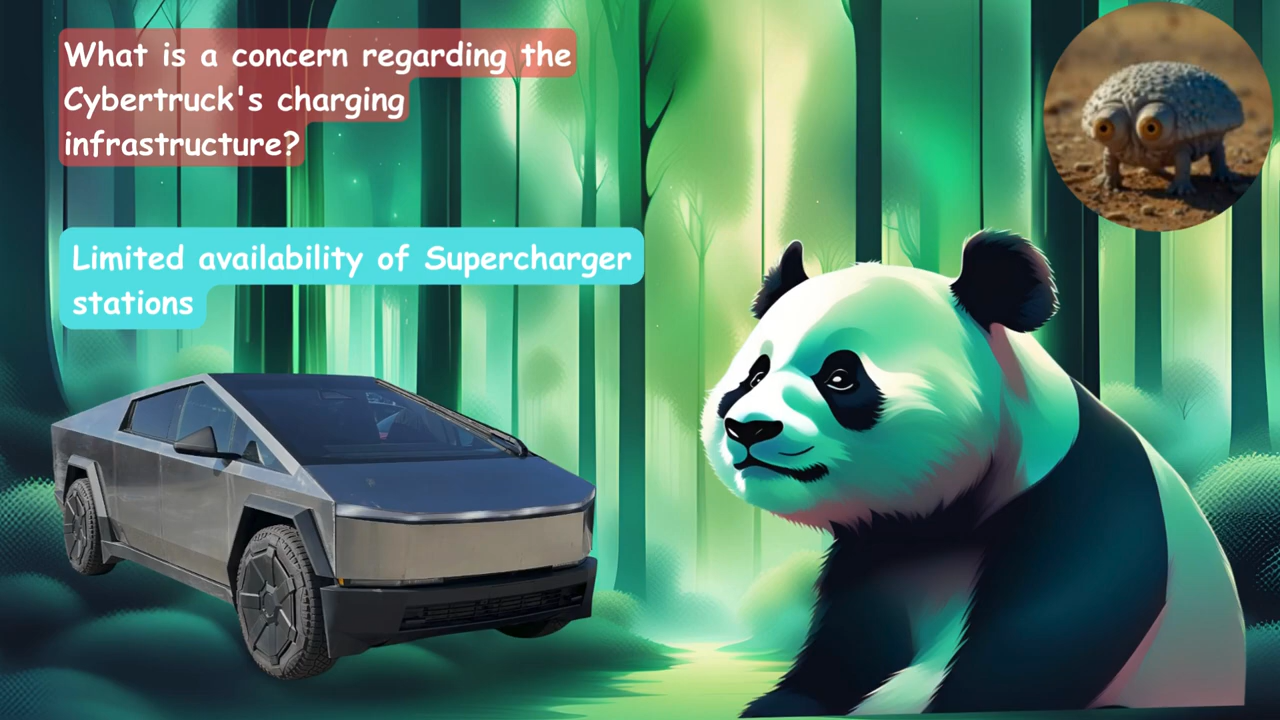 What is a concern regarding the
Cybertruck's charging
infrastructure?
Limited availability of Supercharger
stations